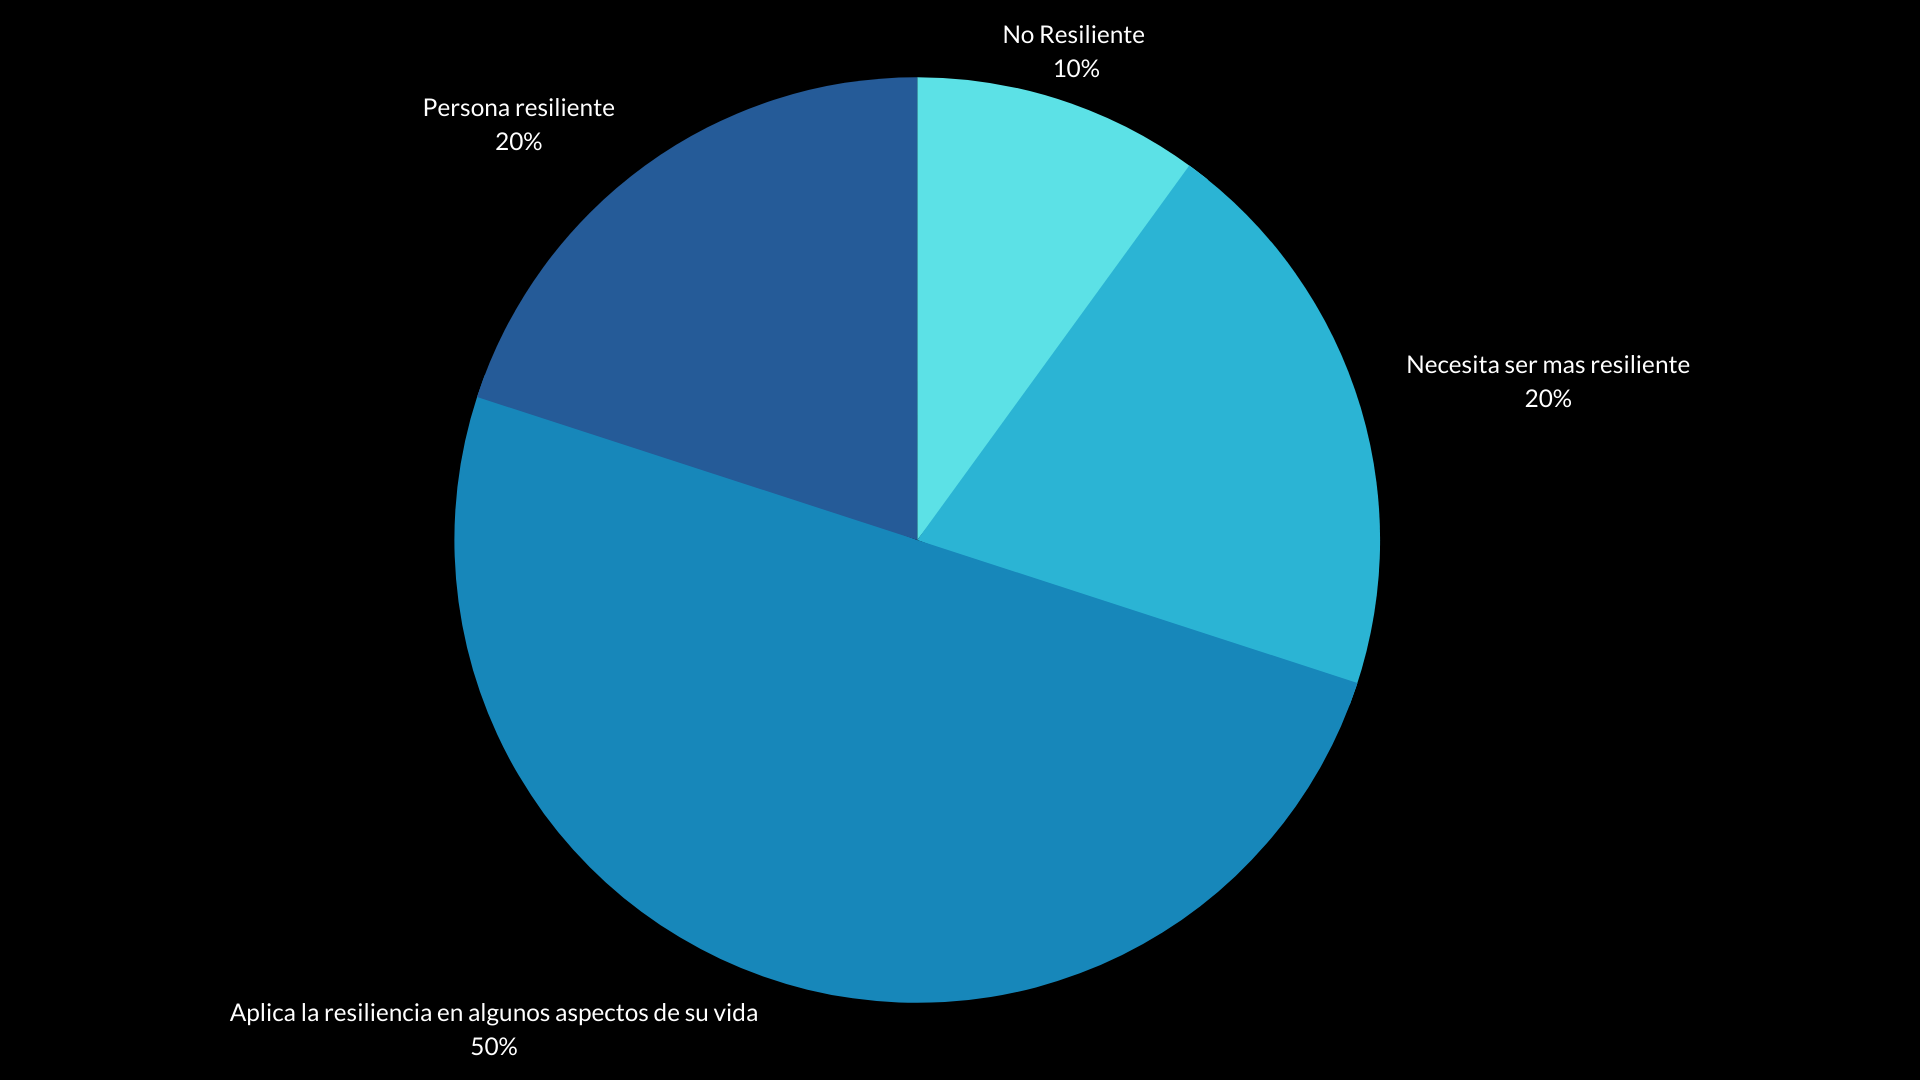 No Resiliente
10%
Persona resiliente
20%
Necesita ser mas resiliente
20%
Aplica la resiliencia en algunos aspectos de su vida
50%